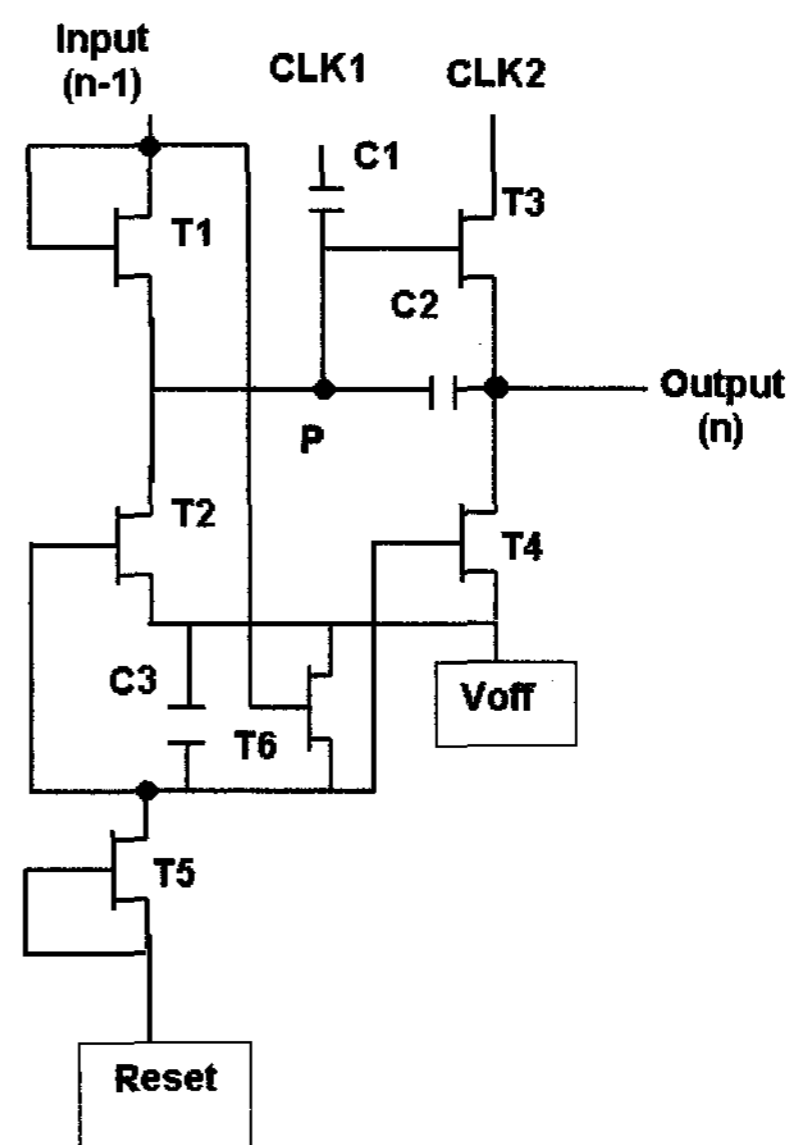 Input
(n-1)
CLK1
CLK2
C1
T1
T3
C2
P
Output
(n)
T2
T4
C3
T6
Voff
T5
Reset